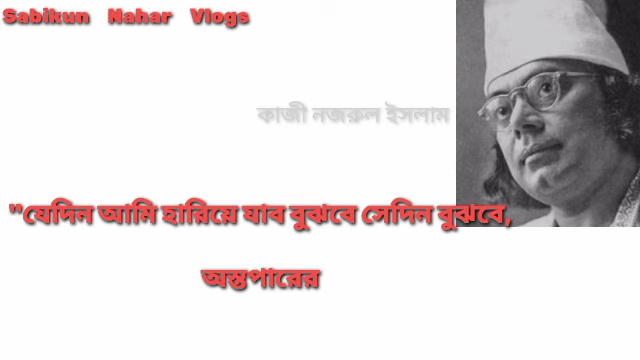 Sabikun Nahar Vlogs
কাজী নজরুল ইসলাম
"যেদিন আমি হারিয়ে যাব বুঝবে সেদিন বুঝবে,
অস্তপারের